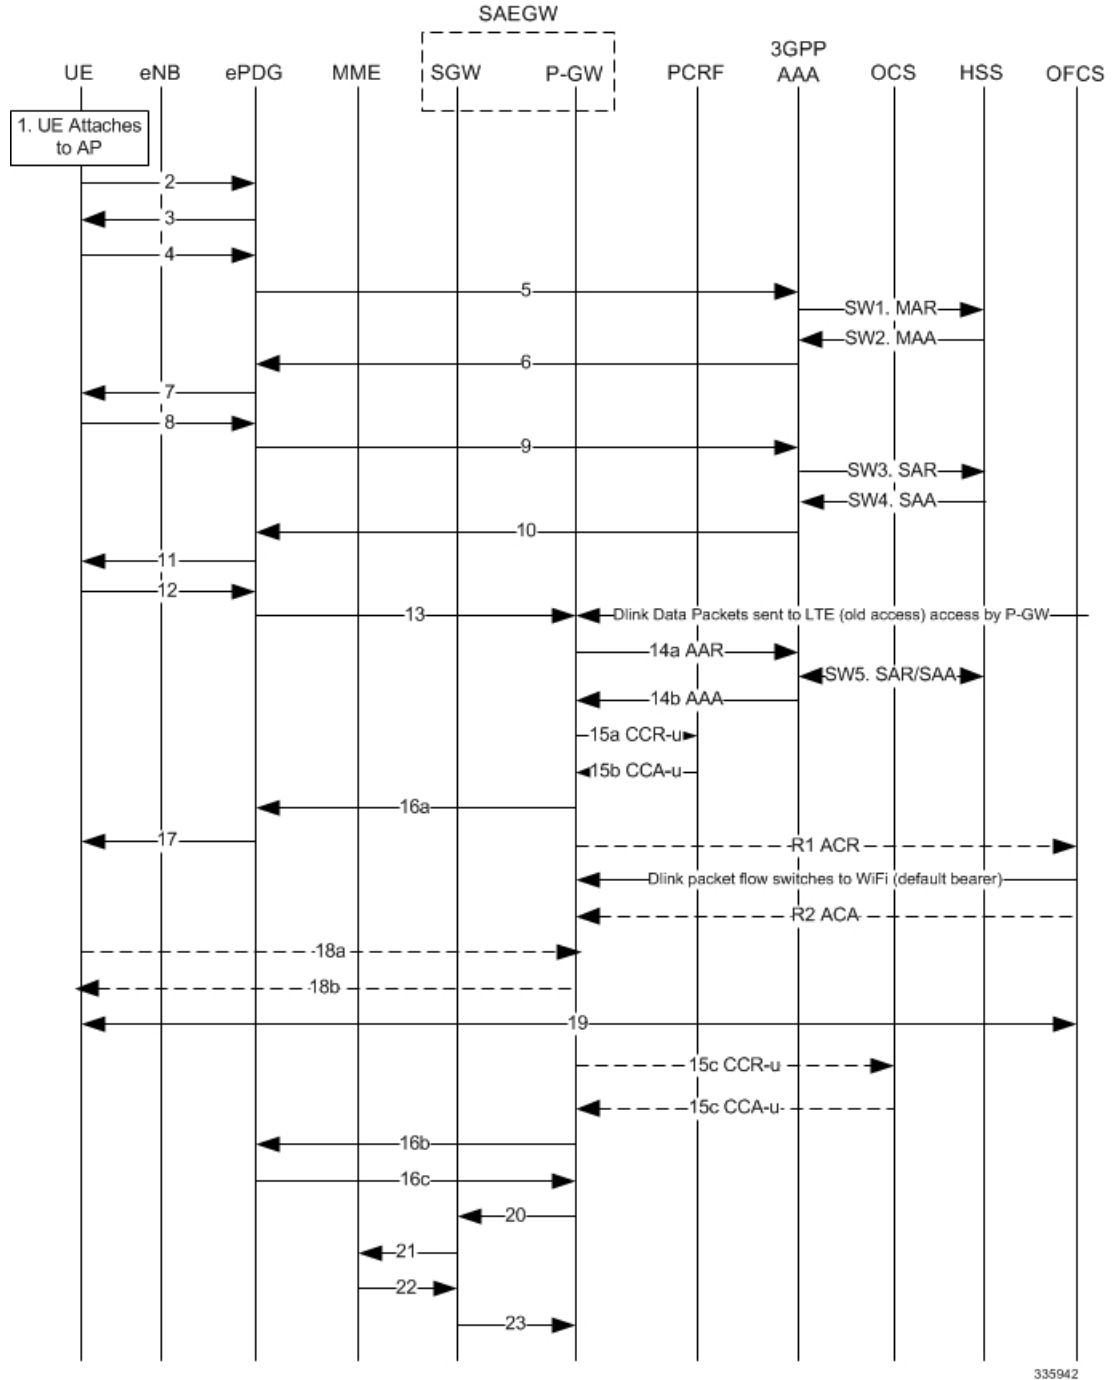 SAEGW
UE eNB ePDG MME SGW P-GW PCRF 3GPP AAA OCS HSS OFCS
1. UE Attaches
to AP
2
3
4
5
SW1. MAR
SW2. MAA
6
7
8
9
SW3. SAR
SW4. SAA
10
11
12
13
Dlink Data Packets sent to LTE (old access) access by P-GW
14a AAR
SW5. SAR/SAA
14b AAA
15a CCR-u
15b CCA-u
16a
17
R1 ACR
Dlink packet flow switches to WiFi (default bearer)
R2 ACA
18a
18b
19
15c CCR-u
15c CCA-u
16b
16c
20
21
22
23
335942